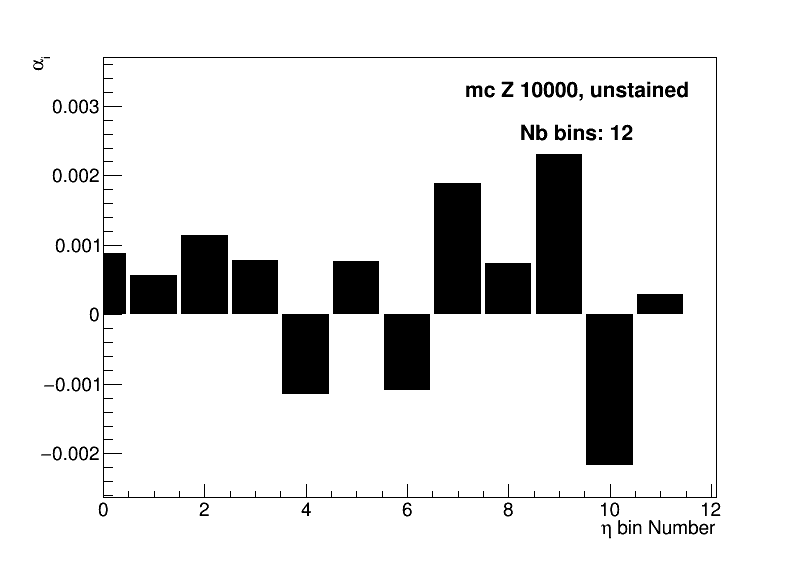 αi
mc Z 10000, unstained
Nb bins: 12
0.003
0.002
0.001
0
−0.001
−0.002
0 2 4 6 8 10 12
η bin Number